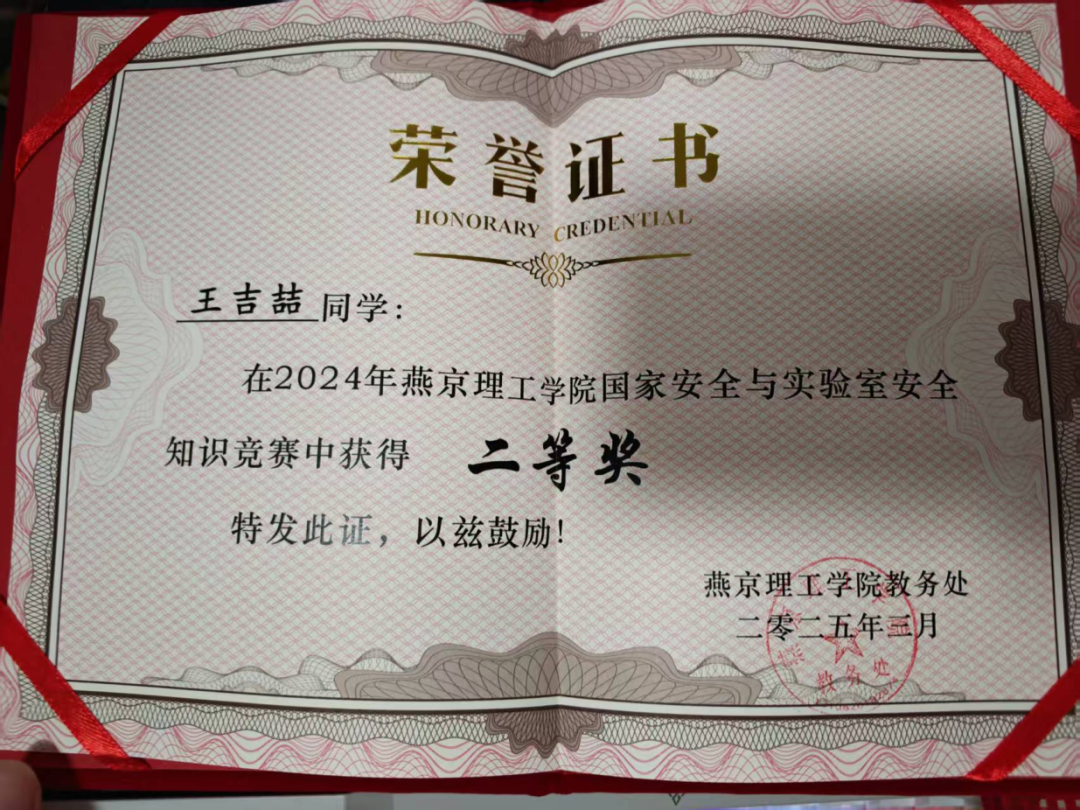 荣誉证书
HONORARY CREDENTIAL
王吉喆同学:
在2024年燕京理工学院国家安全与实验室安全
知识竞赛中获得 二等奖
特发此证，以兹鼓励!
燕京理工学院教务处
二零二五年三月
教务处